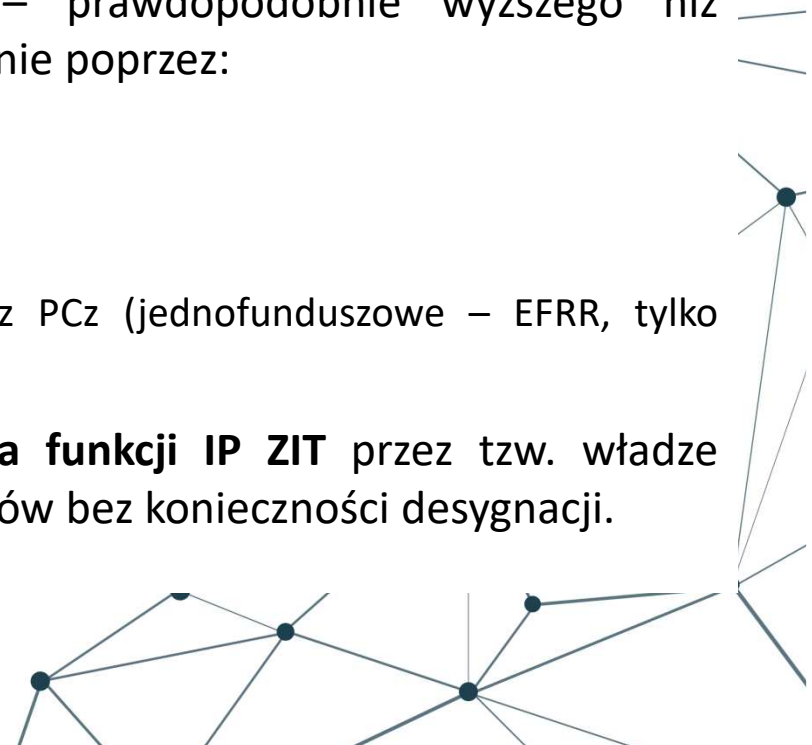 – prawdopodobnie wyższego niż
nie poprzez:
z PCz (jednofunduszowe – EFRR, tylko
a funkcji IP ZIT przez tzw. władze
ów bez konieczności desygnacji.